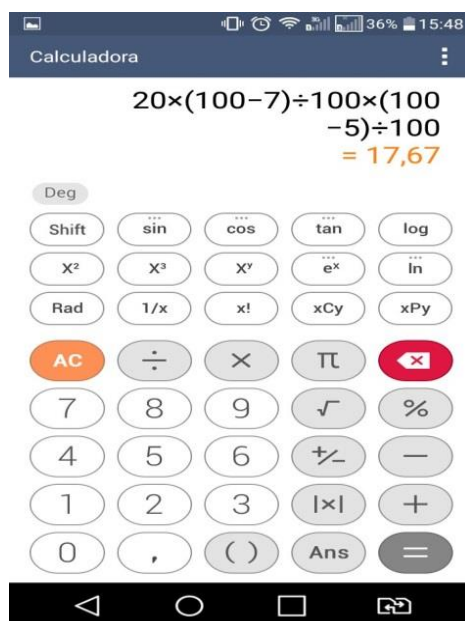 36% 15:48
Calculadora
20×(100−7)÷100×(100
−5)÷100
= 17,67
Deg
Shift sin cos tan log
X² X³ Xʸ eˣ ln
Rad 1/x x! xCy xPy
AC ÷ × π
7 8 9 √ %
4 5 6 +/− −
1 2 3 |×| +
0 , ( ) Ans =